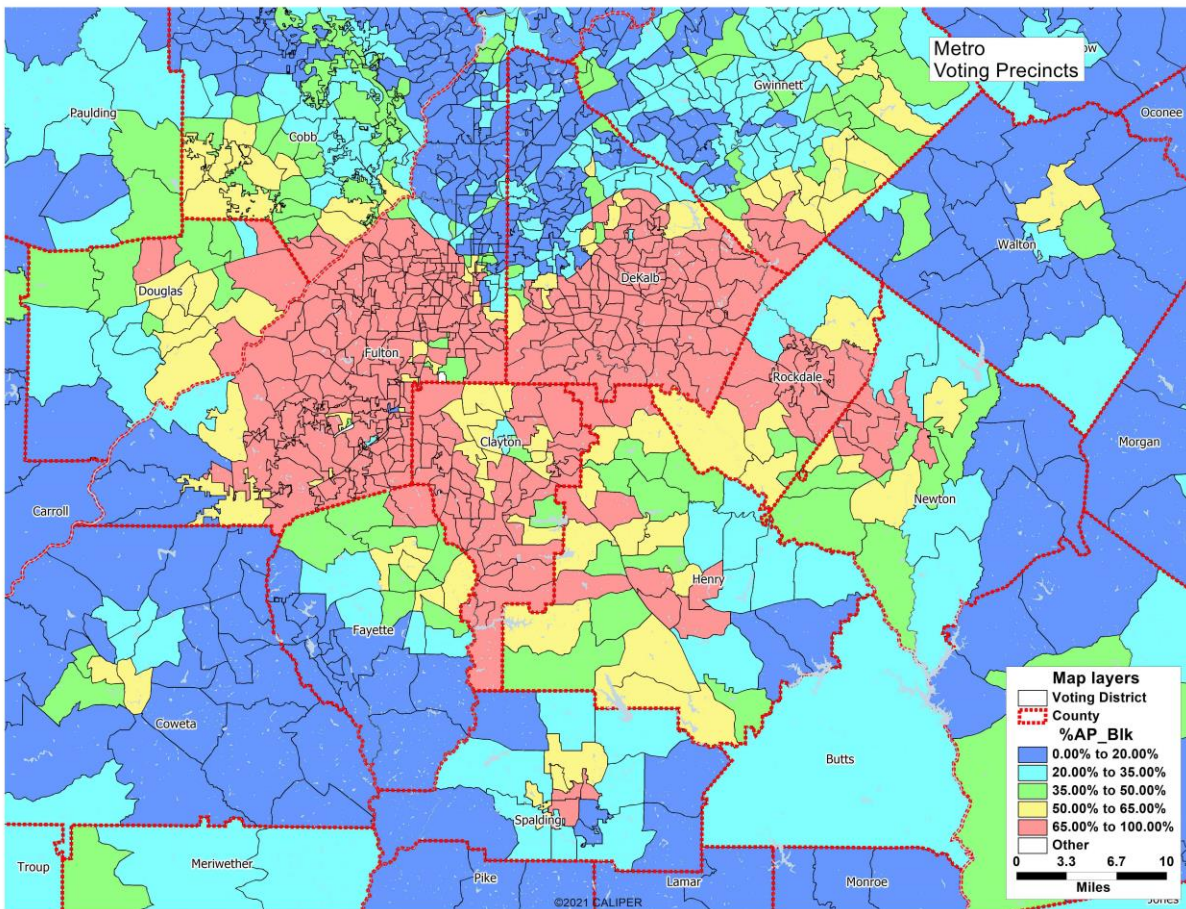 Metro
Voting Precincts
ow
Oconee
Gwinnett
Paulding
Cobb
Walton
DeKalb
Douglas
Fulton
Rockdale
Clayton
Morgan
Newton
Carroll
Henry
Fayette
Coweta
Butts
Spalding
Troup
Meriwether
Pike
Lamar
Monroe
Jones
©2021 CALIPER
Map layers
Voting District
County
%AP_Blk
0.00% to 20.00%
20.00% to 35.00%
35.00% to 50.00%
50.00% to 65.00%
65.00% to 100.00%
Other
0 3.3 6.7 10
Miles